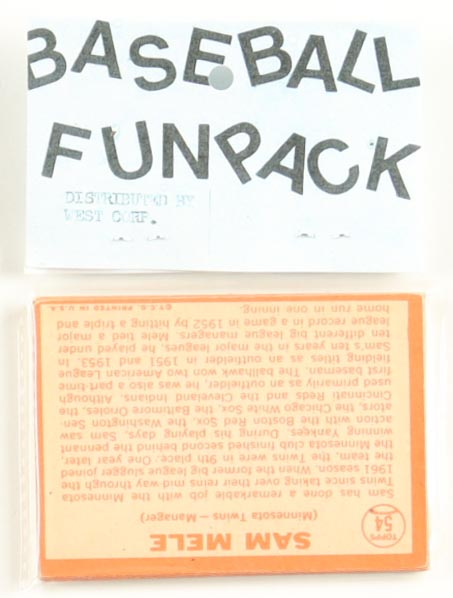 BASEBALL
FUNPACK
DISTRIBUTED BY
WEST CORP.
TOPPS
54
SAM MELE
(Minnesota Twins — Manager)
Sam has done a remarkable job with the Minnesota
Twins since taking over their reins mid way through the
1961 season. When the former big league slugger joined
the team, the Twins were in 9th place. One year later,
the Minnesota club finished second behind the pennant
winning Yankees. During his playing days, Sam saw
action with the Boston Red Sox, the Washington Sen-
ators, the Chicago White Sox, the Baltimore Orioles, the
Cincinnati Reds and the Cleveland Indians. Although
used primarily as an outfielder, he was also a part-time
first baseman. The ballhawk won two American League
fielding titles as an outfielder in 1951 and 1953. In
Sam's ten years in the major leagues, he played under
ten different big league managers. Mele tied a major
league record in a game in 1952 by hitting a triple and
home run in one inning.
©T.C.G. PRINTED IN U.S.A.